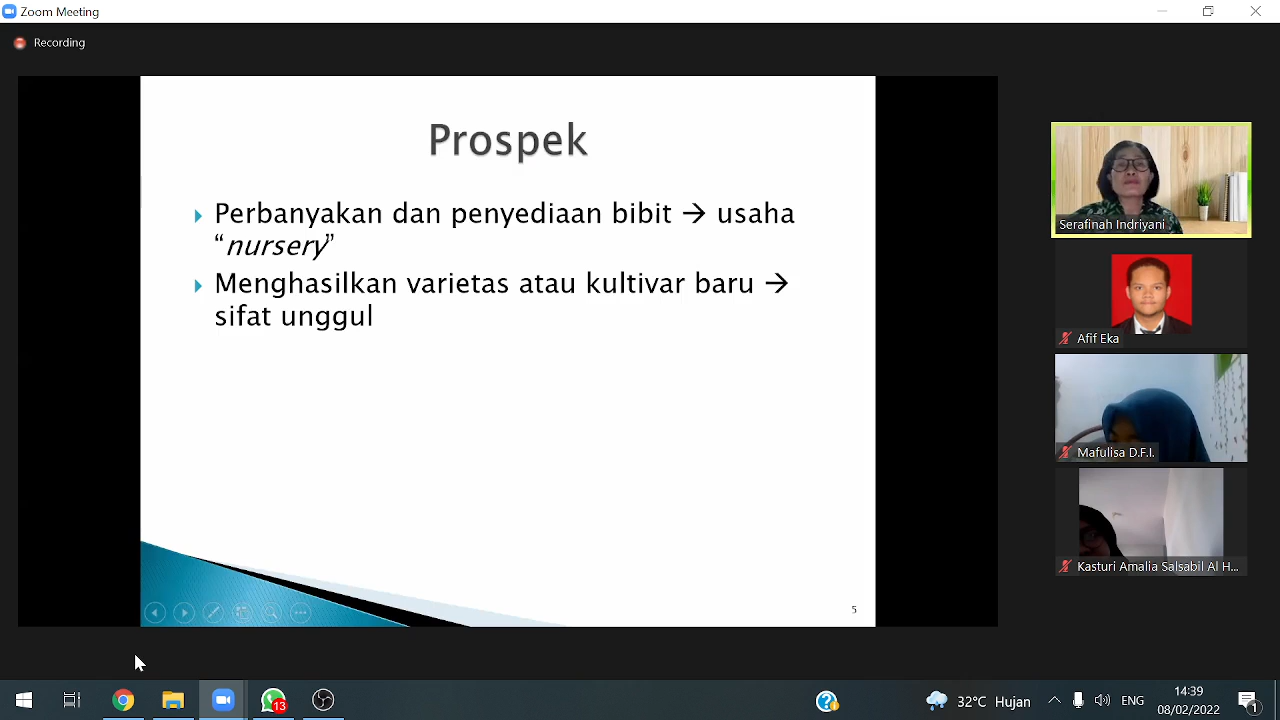 Zoom Meeting
Recording
Prospek
Perbanyakan dan penyediaan bibit → usaha
“nursery”
Menghasilkan varietas atau kultivar baru →
sifat unggul
5
Serafinah Indriyani
Afif Eka
Mafulisa D.F.I.
Kasturi Amalia Salsabil Al H...
13
32°C Hujan
ENG
14:39
08/02/2022
1